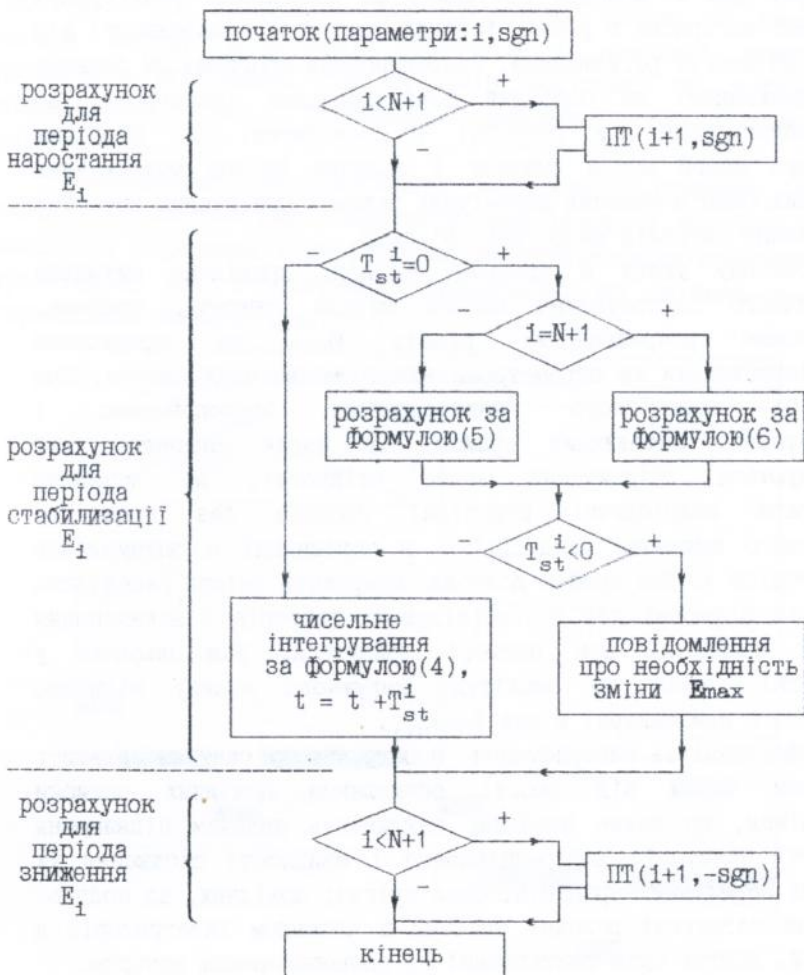 початок(параметри:i,sgn)
розрахунок
для
періода
наростання
E_i
i<N+1
+
−
ПТ(i+1,sgn)
розрахунок
для
періода
стабилизації
E_i
−
T_st^i=0
+
−
i=N+1
+
розрахунок за
формулою(5)
розрахунок за
формулою(6)
−
T_st^i<0
+
чисельне
інтегрування
за формулою(4),
t = t +T_st^i
повідомлення
про необхідність
зміни Emax
розрахунок
для
періода
зниження
E_i
i<N+1
+
−
ПТ(i+1,-sgn)
кінець